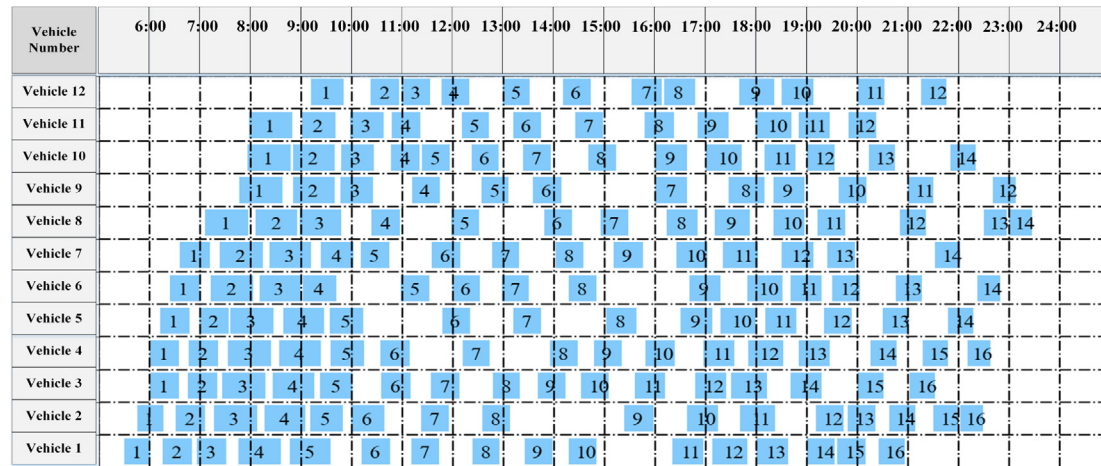 Vehicle Number 6:00 7:00 8:00 9:00 10:00 11:00 12:00 13:00 14:00 15:00 16:00 17:00 18:00 19:00 20:00 21:00 22:00 23:00 24:00
Vehicle 12 1 2 3 4 5 6 7 8 9 10 11 12
Vehicle 11 1 2 3 4 5 6 7 8 9 10 11 12
Vehicle 10 1 2 3 4 5 6 7 8 9 10 11 12 13 14
Vehicle 9 1 2 3 4 5 6 7 8 9 10 11 12
Vehicle 8 1 2 3 4 5 6 7 8 9 10 11 12 13 14
Vehicle 7 1 2 3 4 5 6 7 8 9 10 11 12 13 14
Vehicle 6 1 2 3 4 5 6 7 8 9 10 11 12 13 14
Vehicle 5 1 2 3 4 5 6 7 8 9 10 11 12 13 14
Vehicle 4 1 2 3 4 5 6 7 8 9 10 11 12 13 14 15 16
Vehicle 3 1 2 3 4 5 6 7 8 9 10 11 12 13 14 15 16
Vehicle 2 1 2 3 4 5 6 7 8 9 10 11 12 13 14 15 16
Vehicle 1 1 2 3 4 5 6 7 8 9 10 11 12 13 14 15 16